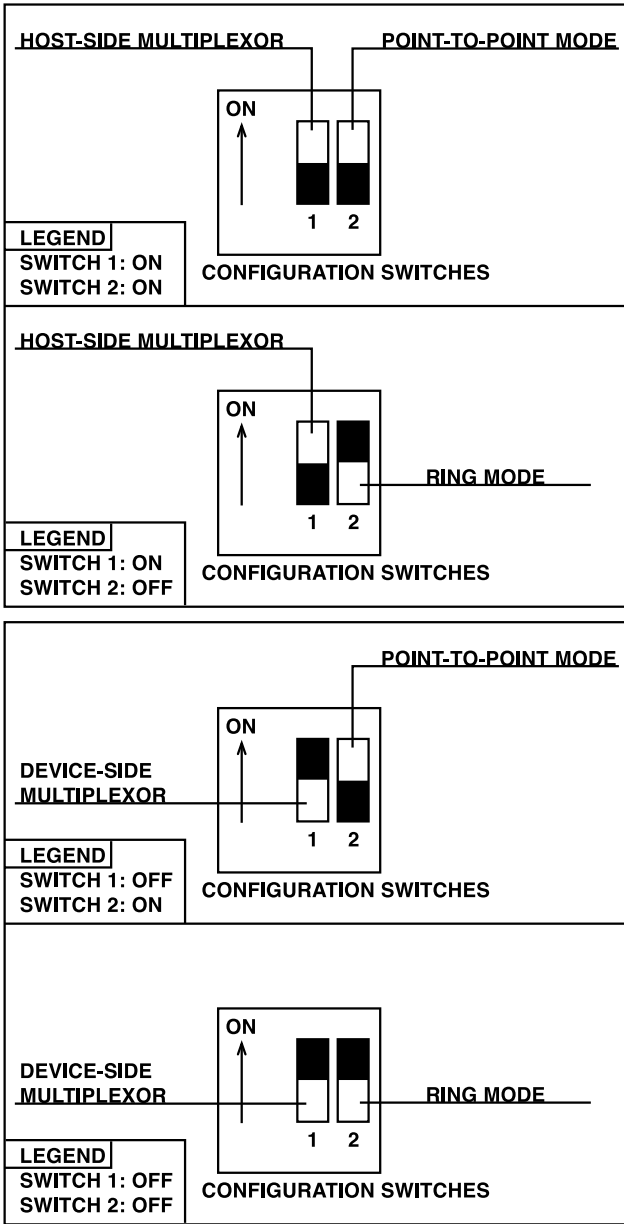 HOST-SIDE MULTIPLEXOR
POINT-TO-POINT MODE
ON
1 2
LEGEND
SWITCH 1: ON
SWITCH 2: ON
CONFIGURATION SWITCHES
HOST-SIDE MULTIPLEXOR
ON
RING MODE
1 2
LEGEND
SWITCH 1: ON
SWITCH 2: OFF
CONFIGURATION SWITCHES
POINT-TO-POINT MODE
ON
DEVICE-SIDE
MULTIPLEXOR
1 2
LEGEND
SWITCH 1: OFF
SWITCH 2: ON
CONFIGURATION SWITCHES
ON
DEVICE-SIDE
MULTIPLEXOR
RING MODE
1 2
LEGEND
SWITCH 1: OFF
SWITCH 2: OFF
CONFIGURATION SWITCHES